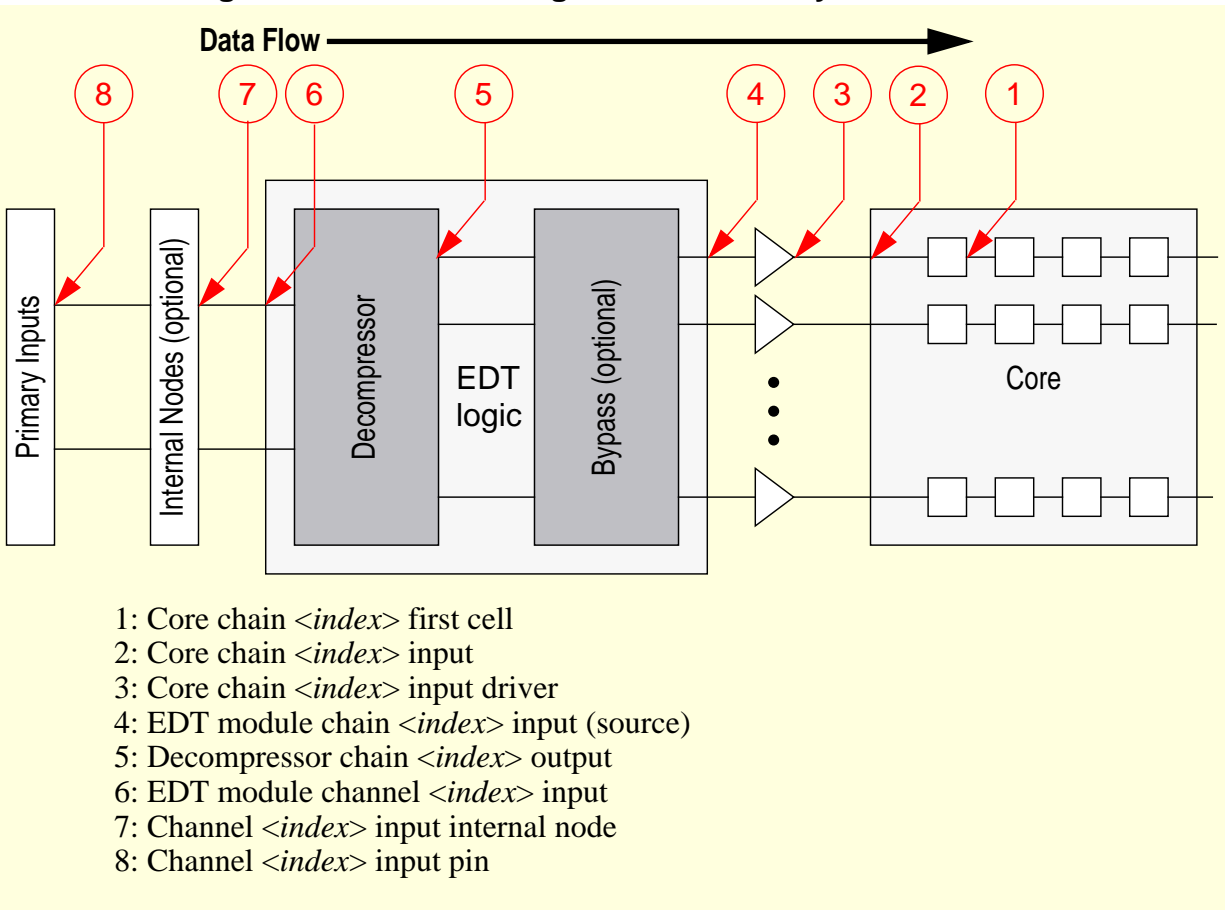 Data Flow
8 7 6 5 4 3 2 1
Primary Inputs
Internal Nodes (optional)
Decompressor
EDT
logic
Bypass (optional)
Core
1: Core chain <index> first cell
2: Core chain <index> input
3: Core chain <index> input driver
4: EDT module chain <index> input (source)
5: Decompressor chain <index> output
6: EDT module channel <index> input
7: Channel <index> input internal node
8: Channel <index> input pin